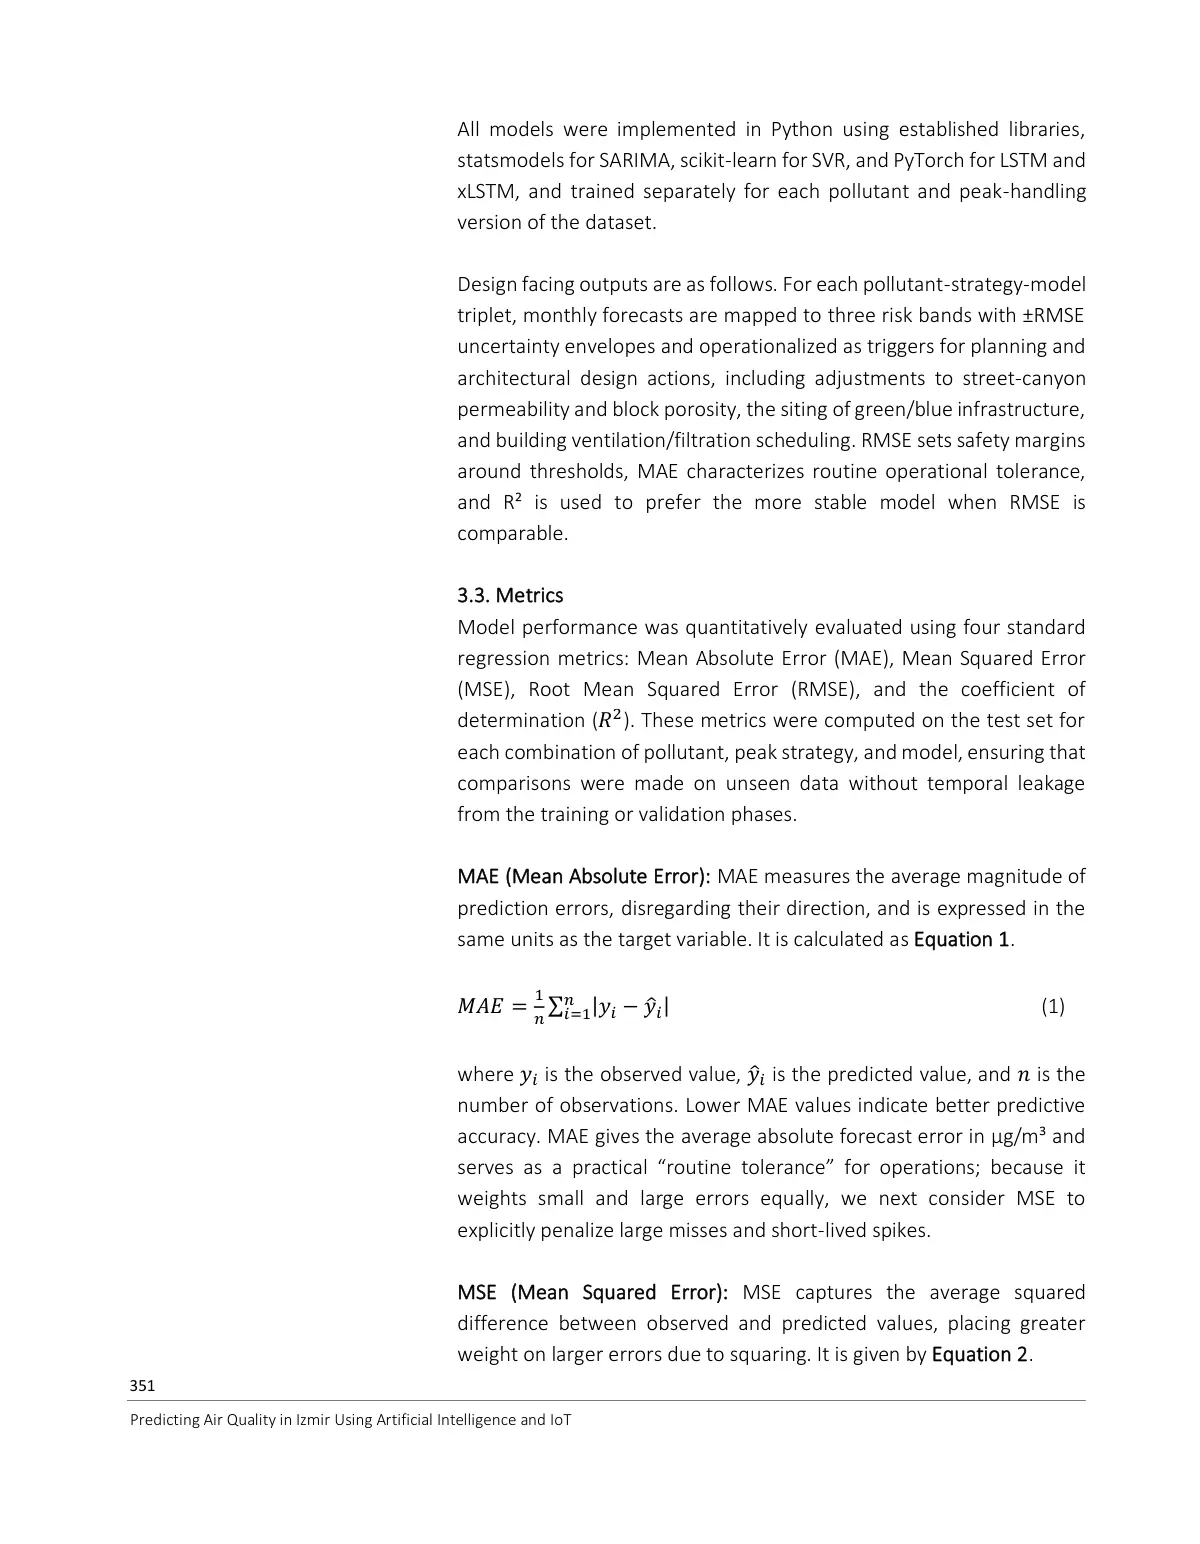 All models were implemented in Python using established libraries,
statsmodels for SARIMA, scikit-learn for SVR, and PyTorch for LSTM and
xLSTM, and trained separately for each pollutant and peak-handling
version of the dataset.
Design facing outputs are as follows. For each pollutant-strategy-model
triplet, monthly forecasts are mapped to three risk bands with ±RMSE
uncertainty envelopes and operationalized as triggers for planning and
architectural design actions, including adjustments to street-canyon
permeability and block porosity, the siting of green/blue infrastructure,
and building ventilation/filtration scheduling. RMSE sets safety margins
around thresholds, MAE characterizes routine operational tolerance,
and R² is used to prefer the more stable model when RMSE is
comparable.
3.3. Metrics
Model performance was quantitatively evaluated using four standard
regression metrics: Mean Absolute Error (MAE), Mean Squared Error
(MSE), Root Mean Squared Error (RMSE), and the coefficient of
determination (𝑅²). These metrics were computed on the test set for
each combination of pollutant, peak strategy, and model, ensuring that
comparisons were made on unseen data without temporal leakage
from the training or validation phases.
MAE (Mean Absolute Error): MAE measures the average magnitude of
prediction errors, disregarding their direction, and is expressed in the
same units as the target variable. It is calculated as Equation 1.
𝑀𝐴𝐸 = 1/𝑛 ∑ⁿᵢ₌₁|𝑦ᵢ − ŷᵢ| (1)
where 𝑦ᵢ is the observed value, ŷᵢ is the predicted value, and 𝑛 is the
number of observations. Lower MAE values indicate better predictive
accuracy. MAE gives the average absolute forecast error in µg/m³ and
serves as a practical “routine tolerance” for operations; because it
weights small and large errors equally, we next consider MSE to
explicitly penalize large misses and short-lived spikes.
MSE (Mean Squared Error): MSE captures the average squared
difference between observed and predicted values, placing greater
weight on larger errors due to squaring. It is given by Equation 2.
351
Predicting Air Quality in Izmir Using Artificial Intelligence and IoT